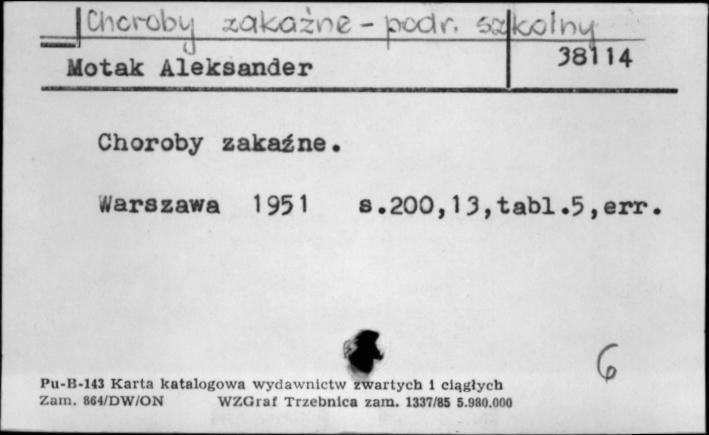 Choroby zakaźne - podr. szkolny
38114
Motak Aleksander
Choroby zakaźne.
Warszawa 1951 s.200,13,tabl.5,err.
6
Pu-B-143 Karta katalogowa wydawnictw zwartych i ciągłych
Zam. 864/DW/ON WZGraf Trzebnica zam. 1337/85 5.980.000